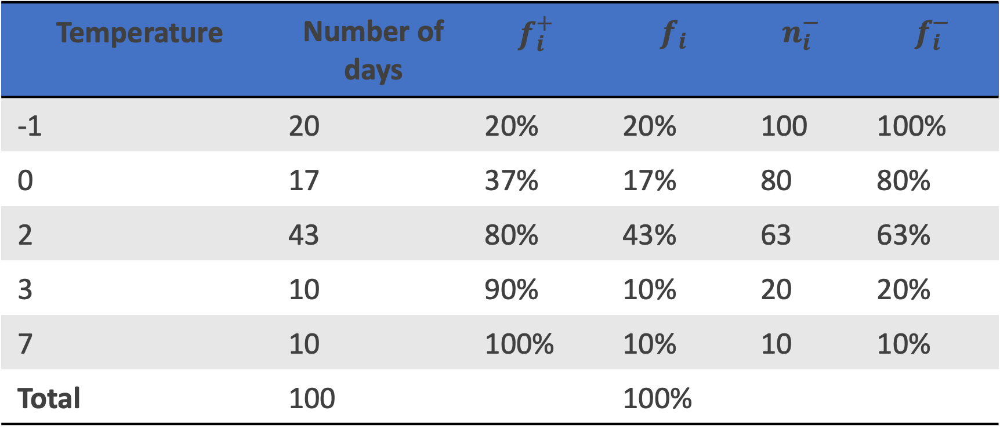 Temperature Number of days f_i^+ f_i n_i^- f_i^-
-1 20 20% 20% 100 100%
0 17 37% 17% 80 80%
2 43 80% 43% 63 63%
3 10 90% 10% 20 20%
7 10 100% 10% 10 10%
Total 100 100%